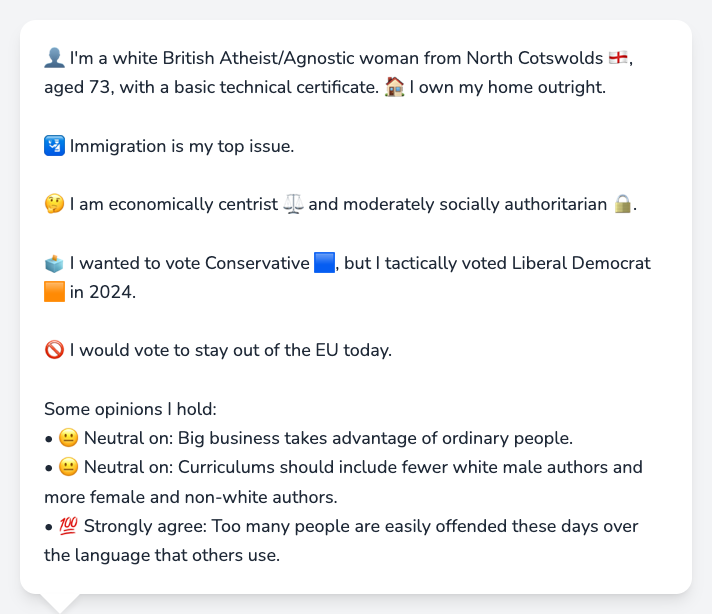 👤 I'm a white British Atheist/Agnostic woman from North Cotswolds 🏴󠁧󠁢󠁥󠁮󠁧󠁿,
aged 73, with a basic technical certificate. 🏠 I own my home outright.
🛂 Immigration is my top issue.
🤔 I am economically centrist ⚖️ and moderately socially authoritarian 🔒.
🗳️ I wanted to vote Conservative 🟦, but I tactically voted Liberal Democrat
🟧 in 2024.
🚫 I would vote to stay out of the EU today.
Some opinions I hold:
• 😐 Neutral on: Big business takes advantage of ordinary people.
• 😐 Neutral on: Curriculums should include fewer white male authors and
more female and non-white authors.
• 💯 Strongly agree: Too many people are easily offended these days over
the language that others use.